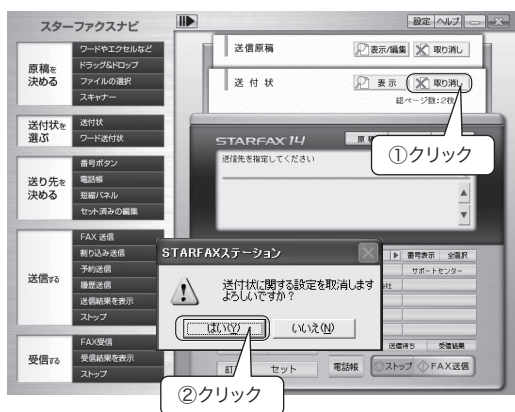 スターファクスナビ
設定 ヘルプ
原稿を
決める
ワードやエクセルなど
ドラッグ&ドロップ
ファイルの選択
スキャナー
送付状を
選ぶ
送付状
ワード送付状
送り先を
決める
番号ボタン
電話帳
短縮パネル
セット済みの編集
送信する
FAX 送信
割り込み送信
予約送信
履歴送信
送信結果を表示
ストップ
受信する
FAX受信
受信結果を表示
ストップ
送信原稿
表示/編集
取り消し
送 付 状
表 示
取り消し
総ページ数:2枚
①クリック
STARFAX 14
送信先を指定してください
番号表示 全選択
サポートセンター
STARFAXステーション
送付状に関する設定を取消します
よろしいですか?
はい(Y)
いいえ(N)
送信待ち 受信結果
セット
電話帳
ストップ
FAX送信
②クリック